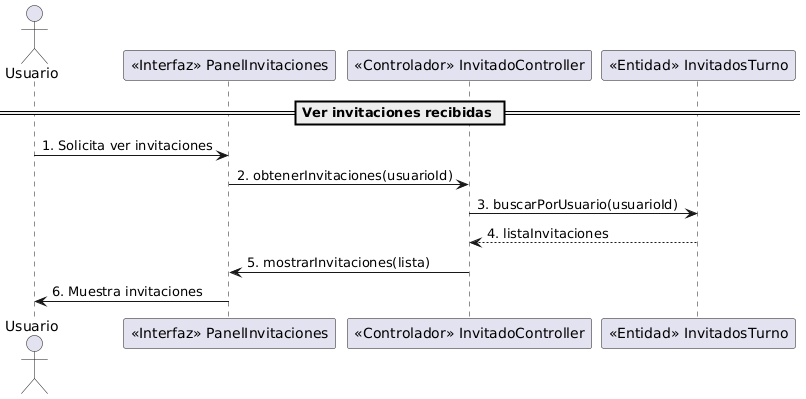 Usuario
«Interfaz» PanelInvitaciones
«Controlador» InvitadoController
«Entidad» InvitadosTurno
Ver invitaciones recibidas
1. Solicita ver invitaciones
2. obtenerInvitaciones(usuarioId)
3. buscarPorUsuario(usuarioId)
4. listaInvitaciones
5. mostrarInvitaciones(lista)
6. Muestra invitaciones
Usuario
«Interfaz» PanelInvitaciones
«Controlador» InvitadoController
«Entidad» InvitadosTurno